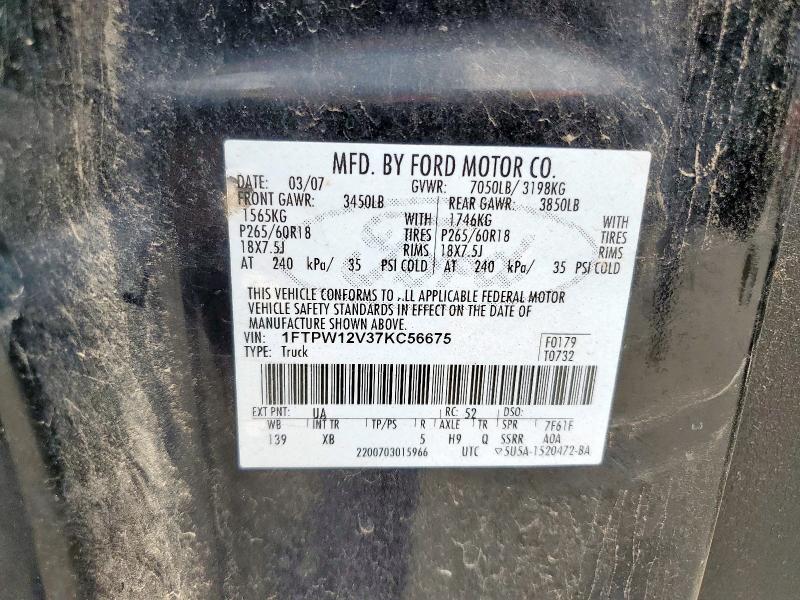 MFD. BY FORD MOTOR CO.
DATE: 03/07 GVWR: 7050LB/ 3198KG
FRONT GAWR: 3450LB REAR GAWR: 3850LB
1565KG WITH 1746KG WITH
P265/60R18 TIRES P265/60R18 TIRES
18X7.5J RIMS 18X7.5J RIMS
AT 240 kPa/ 35 PSI COLD AT 240 kPa/ 35 PSI COLD
THIS VEHICLE CONFORMS TO ALL APPLICABLE FEDERAL MOTOR
VEHICLE SAFETY STANDARDS IN EFFECT ON THE DATE OF
MANUFACTURE SHOWN ABOVE.
VIN: 1FTPW12V37KC56675 F0179
TYPE: Truck T0732
EXT PNT: UA RC: 52 DSO:
WB INT TR TP/PS R AXLE TR SPR 7F61F
139 XB 5 H9 Q SSRR A0A
2200703015966 UTC ▽5U5A-1520472-BA